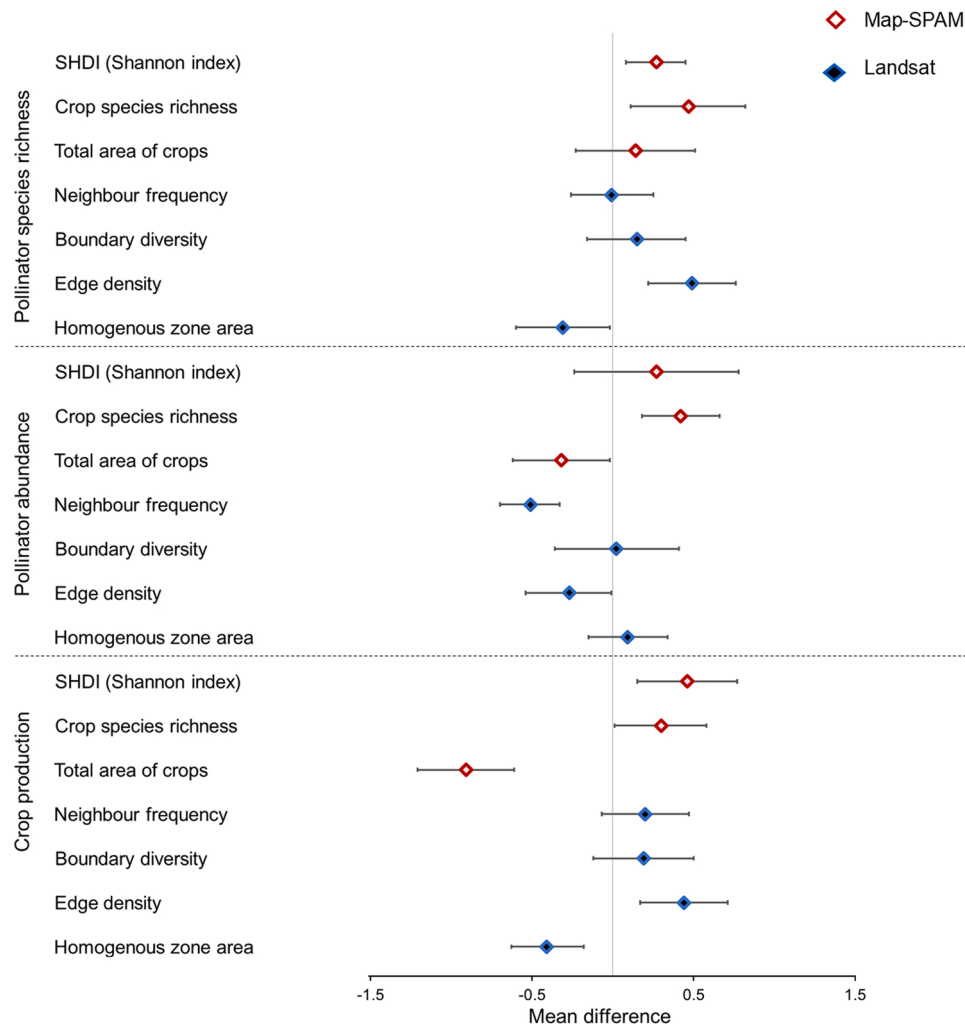 Map-SPAM
Landsat
Pollinator species richness
SHDI (Shannon index)
Crop species richness
Total area of crops
Neighbour frequency
Boundary diversity
Edge density
Homogenous zone area
Pollinator abundance
SHDI (Shannon index)
Crop species richness
Total area of crops
Neighbour frequency
Boundary diversity
Edge density
Homogenous zone area
Crop production
SHDI (Shannon index)
Crop species richness
Total area of crops
Neighbour frequency
Boundary diversity
Edge density
Homogenous zone area
-1.5 -0.5 0.5 1.5
Mean difference